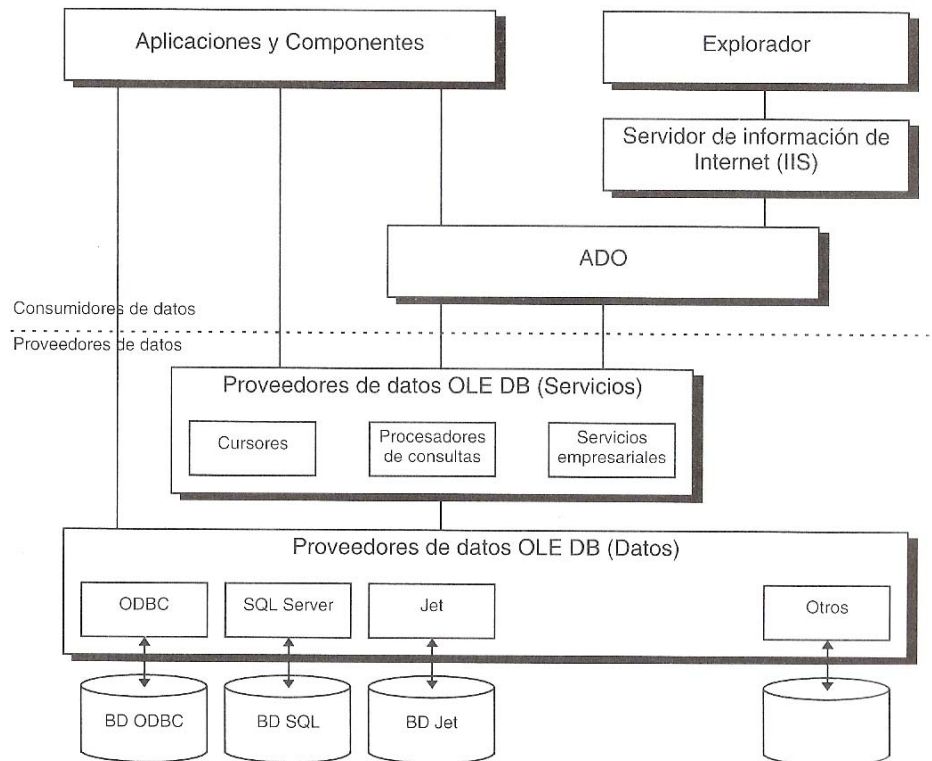 Aplicaciones y Componentes
Explorador
Servidor de información de
Internet (IIS)
ADO
Consumidores de datos
Proveedores de datos
Proveedores de datos OLE DB (Servicios)
Cursores
Procesadores
de consultas
Servicios
empresariales
Proveedores de datos OLE DB (Datos)
ODBC
SQL Server
Jet
Otros
BD ODBC
BD SQL
BD Jet